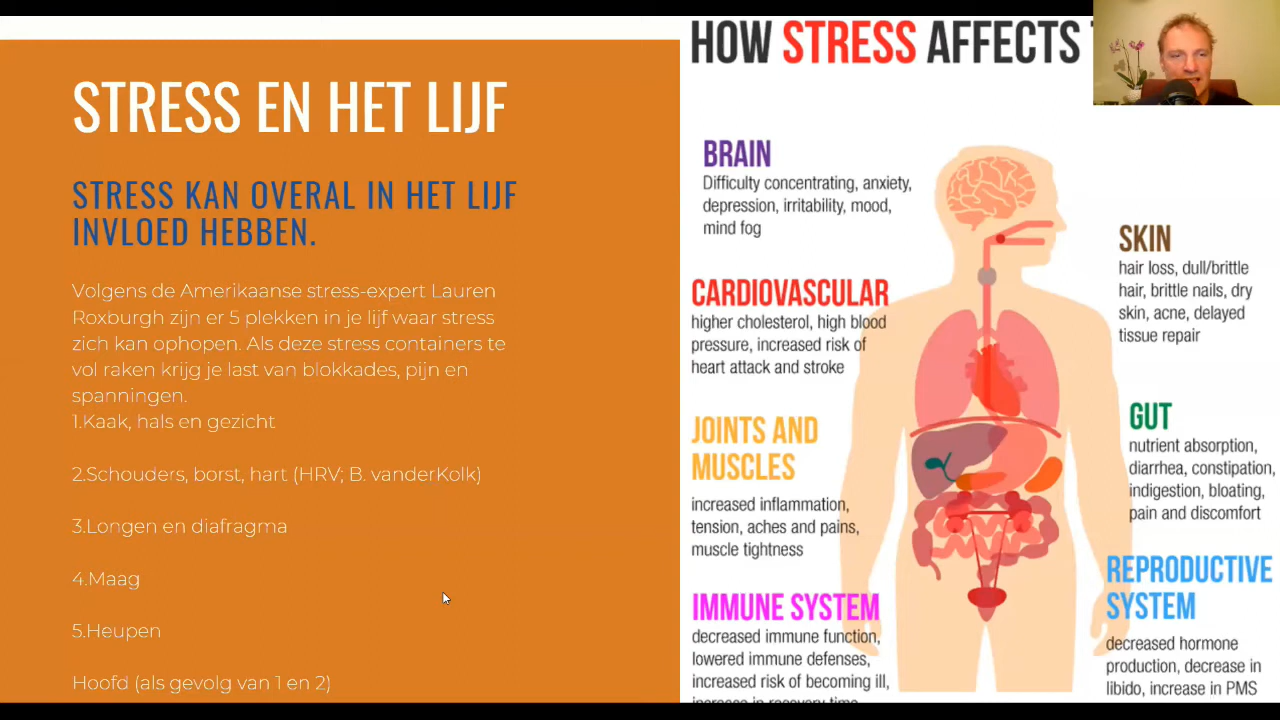 STRESS EN HET LIJF
STRESS KAN OVERAL IN HET LIJF
INVLOED HEBBEN.
Volgens de Amerikaanse stress-expert Lauren
Roxburgh zijn er 5 plekken in je lijf waar stress
zich kan ophopen. Als deze stress containers te
vol raken krijg je last van blokkades, pijn en
spanningen.
1.Kaak, hals en gezicht
2.Schouders, borst, hart (HRV; B. vanderKolk)
3.Longen en diafragma
4.Maag
5.Heupen
Hoofd (als gevolg van 1 en 2)
HOW STRESS AFFECTS
BRAIN
Difficulty concentrating, anxiety,
depression, irritability, mood,
mind fog
CARDIOVASCULAR
higher cholesterol, high blood
pressure, increased risk of
heart attack and stroke
JOINTS AND
MUSCLES
increased inflammation,
tension, aches and pains,
muscle tightness
IMMUNE SYSTEM
decreased immune function,
lowered immune defenses,
increased risk of becoming ill,
increase in recovery time
SKIN
hair loss, dull/brittle
hair, brittle nails, dry
skin, acne, delayed
tissue repair
GUT
nutrient absorption,
diarrhea, constipation,
indigestion, bloating,
pain and discomfort
REPRODUCTIVE
SYSTEM
decreased hormone
production, decrease in
libido, increase in PMS